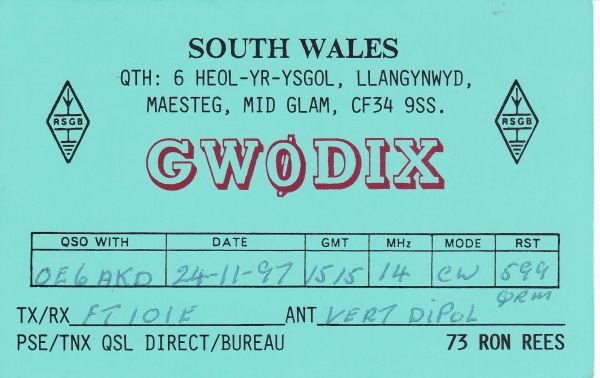 SOUTH WALES
QTH: 6 HEOL-YR-YSGOL, LLANGYNWYD,
MAESTEG, MID GLAM, CF34 9SS.
RSGB RSGB
GWØDIX
QSO WITH DATE GMT MHz MODE RST
OE6AKD 24-11-97 1515 14 CW 599
QRM
TX/RX FT101E ANT VERT DiPOL
PSE/TNX QSL DIRECT/BUREAU 73 RON REES